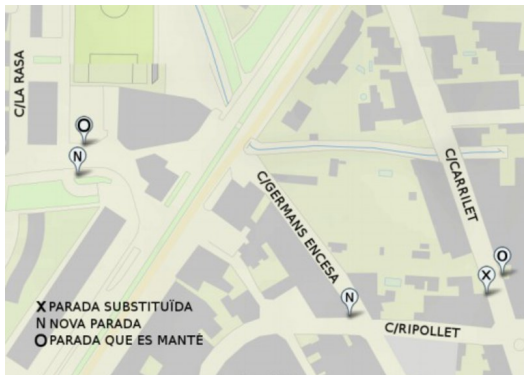 C/LA RASA
O
N
C/CARRILET
C/GERMANS ENCESA
O
X
N
C/RIPOLLET
X PARADA SUBSTITUÏDA
N NOVA PARADA
O PARADA QUE ES MANTÉ